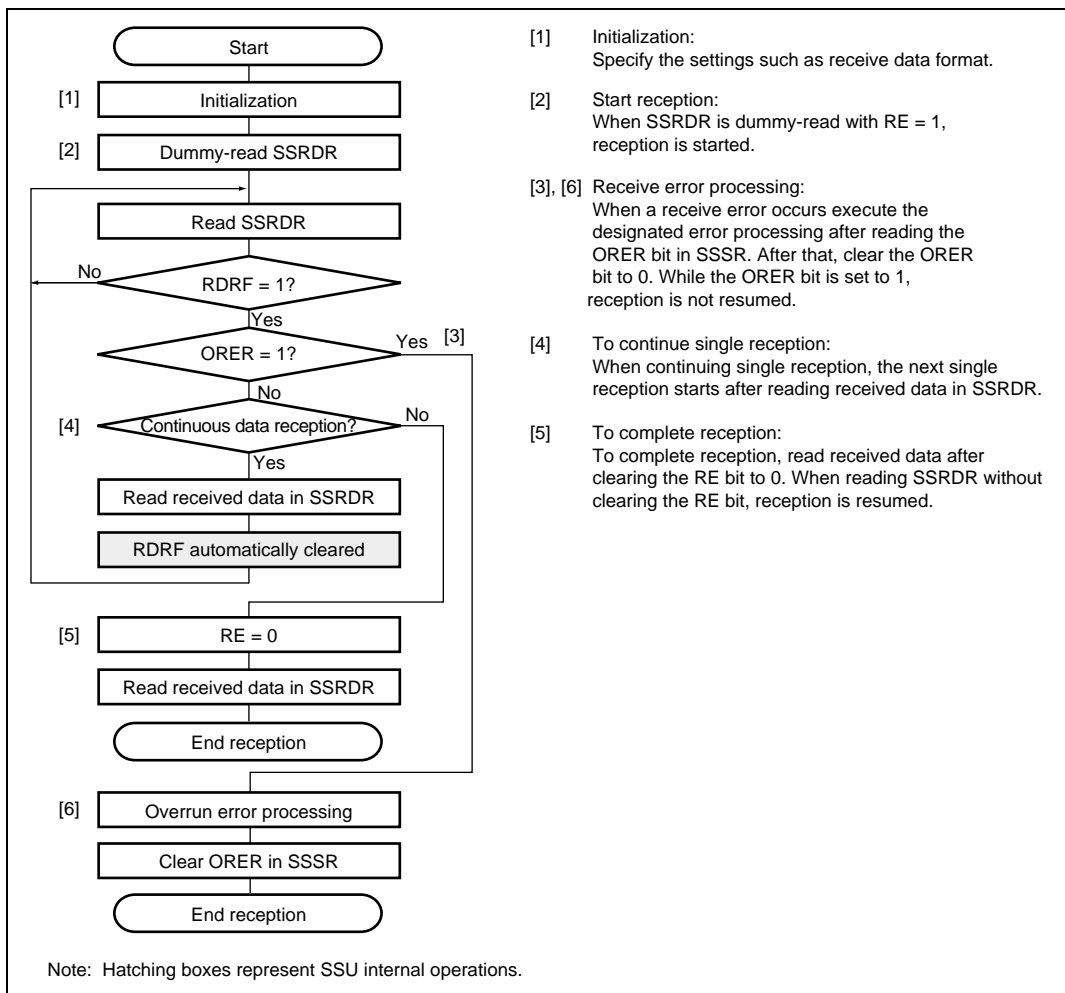 Start
[1] Initialization
[2] Dummy-read SSRDR
Read SSRDR
No
RDRF = 1?
Yes
ORER = 1?
Yes [3]
No
[4] Continuous data reception?
No
Yes
Read received data in SSRDR
RDRF automatically cleared
[5] RE = 0
Read received data in SSRDR
End reception
[6] Overrun error processing
Clear ORER in SSSR
End reception
[1] Initialization:
Specify the settings such as receive data format.
[2] Start reception:
When SSRDR is dummy-read with RE = 1,
reception is started.
[3], [6] Receive error processing:
When a receive error occurs execute the
designated error processing after reading the
ORER bit in SSSR. After that, clear the ORER
bit to 0. While the ORER bit is set to 1,
reception is not resumed.
[4] To continue single reception:
When continuing single reception, the next single
reception starts after reading received data in SSRDR.
[5] To complete reception:
To complete reception, read received data after
clearing the RE bit to 0. When reading SSRDR without
clearing the RE bit, reception is resumed.
Note: Hatching boxes represent SSU internal operations.